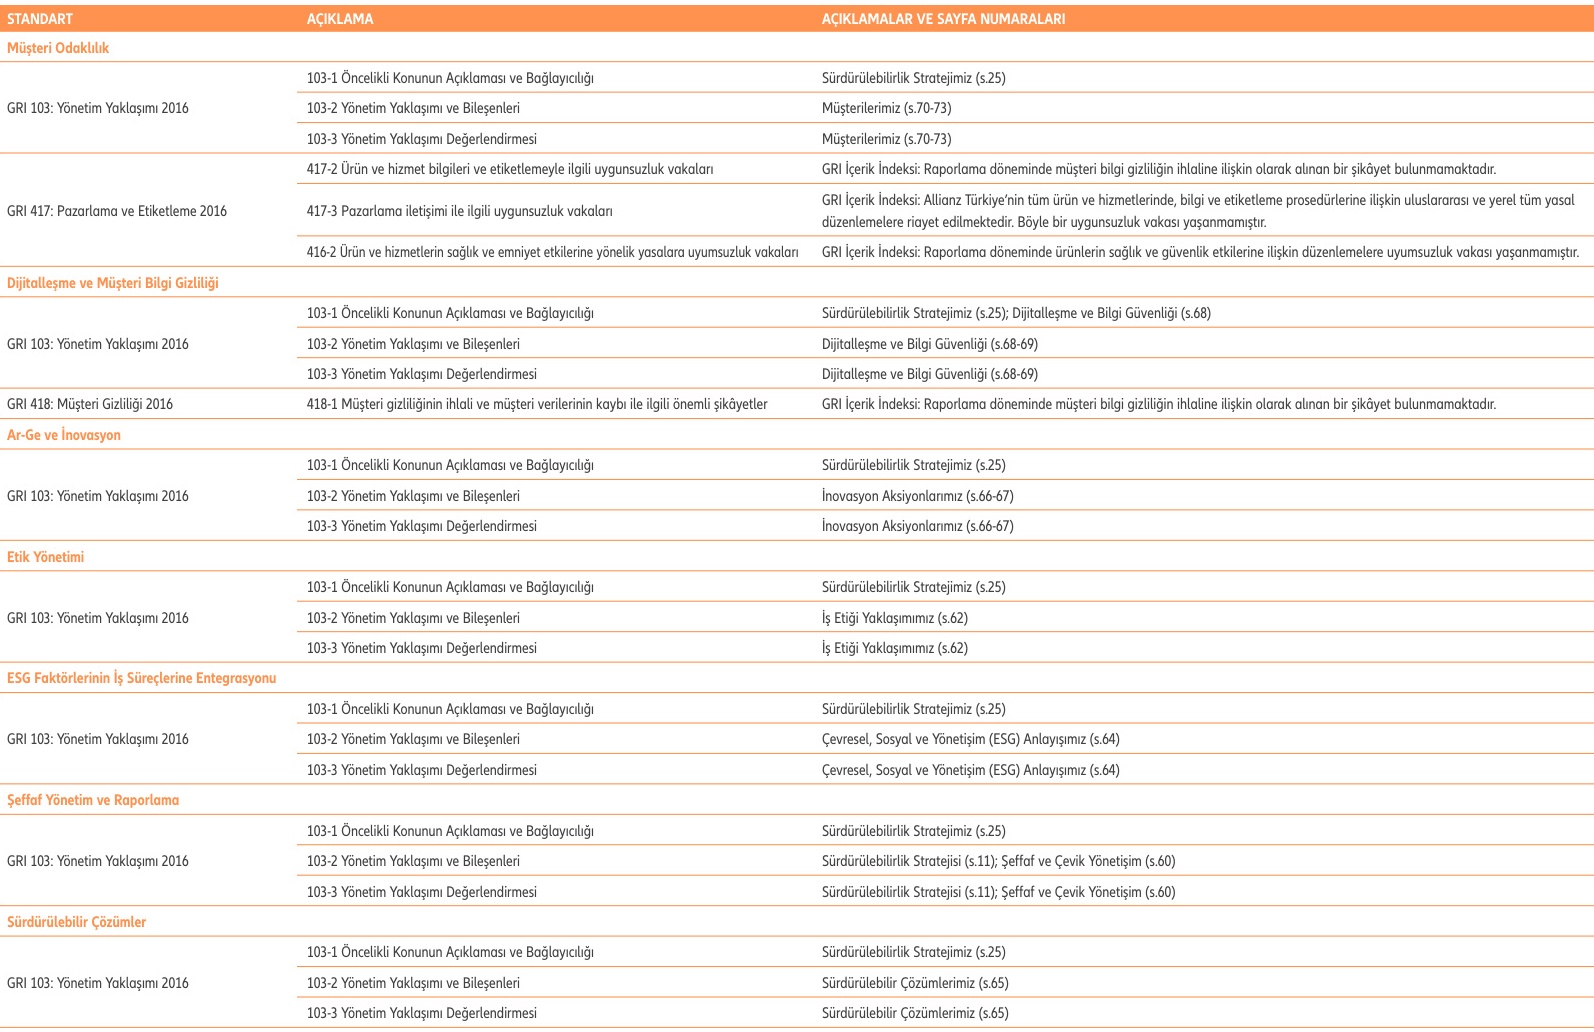 STANDART AÇIKLAMA AÇIKLAMALAR VE SAYFA NUMARALARI
Müşteri Odaklılık
103-1 Öncelikli Konunun Açıklaması ve Bağlayıcılığı Sürdürülebilirlik Stratejimiz (s.25)
GRI 103: Yönetim Yaklaşımı 2016 103-2 Yönetim Yaklaşımı ve Bileşenleri Müşterilerimiz (s.70-73)
103-3 Yönetim Yaklaşımı Değerlendirmesi Müşterilerimiz (s.70-73)
417-2 Ürün ve hizmet bilgileri ve etiketlemeyle ilgili uygunsuzluk vakaları GRI İçerik İndeksi: Raporlama döneminde müşteri bilgi gizliliğin ihlaline ilişkin olarak alınan bir şikâyet bulunmamaktadır.
GRI 417: Pazarlama ve Etiketleme 2016 417-3 Pazarlama iletişimi ile ilgili uygunsuzluk vakaları GRI İçerik İndeksi: Allianz Türkiye’nin tüm ürün ve hizmetlerinde, bilgi ve etiketleme prosedürlerine ilişkin uluslararası ve yerel tüm yasal
düzenlemelere riayet edilmektedir. Böyle bir uygunsuzluk vakası yaşanmamıştır.
416-2 Ürün ve hizmetlerin sağlık ve emniyet etkilerine yönelik yasalara uyumsuzluk vakaları GRI İçerik İndeksi: Raporlama döneminde ürünlerin sağlık ve güvenlik etkilerine ilişkin düzenlemelere uyumsuzluk vakası yaşanmamıştır.
Dijitalleşme ve Müşteri Bilgi Gizliliği
103-1 Öncelikli Konunun Açıklaması ve Bağlayıcılığı Sürdürülebilirlik Stratejimiz (s.25); Dijitalleşme ve Bilgi Güvenliği (s.68)
GRI 103: Yönetim Yaklaşımı 2016 103-2 Yönetim Yaklaşımı ve Bileşenleri Dijitalleşme ve Bilgi Güvenliği (s.68-69)
103-3 Yönetim Yaklaşımı Değerlendirmesi Dijitalleşme ve Bilgi Güvenliği (s.68-69)
GRI 418: Müşteri Gizliliği 2016 418-1 Müşteri gizliliğinin ihlali ve müşteri verilerinin kaybı ile ilgili önemli şikâyetler GRI İçerik İndeksi: Raporlama döneminde müşteri bilgi gizliliğin ihlaline ilişkin olarak alınan bir şikâyet bulunmamaktadır.
Ar-Ge ve İnovasyon
103-1 Öncelikli Konunun Açıklaması ve Bağlayıcılığı Sürdürülebilirlik Stratejimiz (s.25)
GRI 103: Yönetim Yaklaşımı 2016 103-2 Yönetim Yaklaşımı ve Bileşenleri İnovasyon Aksiyonlarımız (s.66-67)
103-3 Yönetim Yaklaşımı Değerlendirmesi İnovasyon Aksiyonlarımız (s.66-67)
Etik Yönetimi
103-1 Öncelikli Konunun Açıklaması ve Bağlayıcılığı Sürdürülebilirlik Stratejimiz (s.25)
GRI 103: Yönetim Yaklaşımı 2016 103-2 Yönetim Yaklaşımı ve Bileşenleri İş Etiği Yaklaşımımız (s.62)
103-3 Yönetim Yaklaşımı Değerlendirmesi İş Etiği Yaklaşımımız (s.62)
ESG Faktörlerinin İş Süreçlerine Entegrasyonu
103-1 Öncelikli Konunun Açıklaması ve Bağlayıcılığı Sürdürülebilirlik Stratejimiz (s.25)
GRI 103: Yönetim Yaklaşımı 2016 103-2 Yönetim Yaklaşımı ve Bileşenleri Çevresel, Sosyal ve Yönetişim (ESG) Anlayışımız (s.64)
103-3 Yönetim Yaklaşımı Değerlendirmesi Çevresel, Sosyal ve Yönetişim (ESG) Anlayışımız (s.64)
Şeffaf Yönetim ve Raporlama
103-1 Öncelikli Konunun Açıklaması ve Bağlayıcılığı Sürdürülebilirlik Stratejimiz (s.25)
GRI 103: Yönetim Yaklaşımı 2016 103-2 Yönetim Yaklaşımı ve Bileşenleri Sürdürülebilirlik Stratejisi (s.11); Şeffaf ve Çevik Yönetişim (s.60)
103-3 Yönetim Yaklaşımı Değerlendirmesi Sürdürülebilirlik Stratejisi (s.11); Şeffaf ve Çevik Yönetişim (s.60)
Sürdürülebilir Çözümler
103-1 Öncelikli Konunun Açıklaması ve Bağlayıcılığı Sürdürülebilirlik Stratejimiz (s.25)
GRI 103: Yönetim Yaklaşımı 2016 103-2 Yönetim Yaklaşımı ve Bileşenleri Sürdürülebilir Çözümlerimiz (s.65)
103-3 Yönetim Yaklaşımı Değerlendirmesi Sürdürülebilir Çözümlerimiz (s.65)